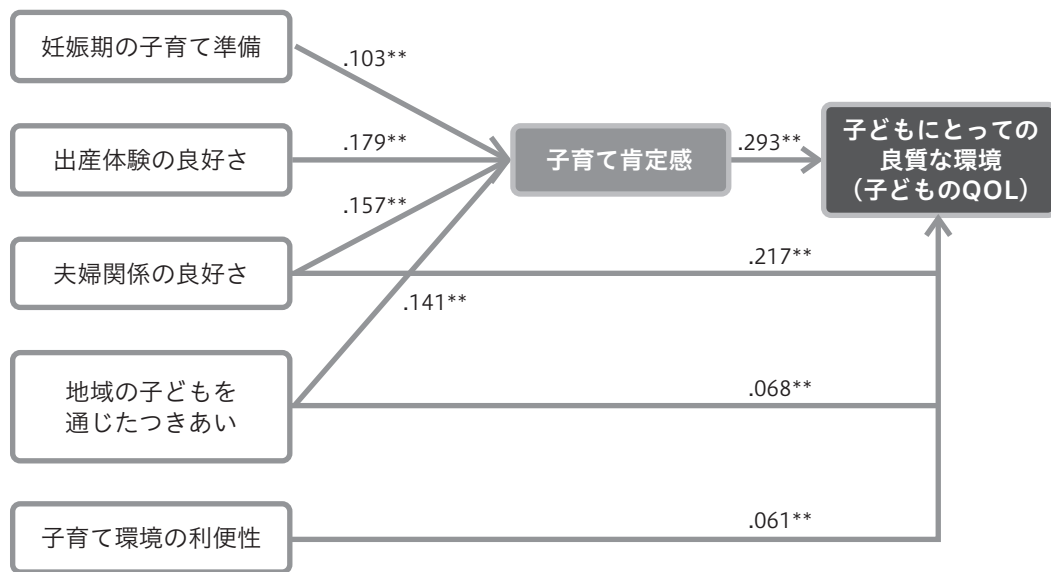 妊娠期の子育て準備
.103**
出産体験の良好さ
.179**
子育て肯定感
.293**
子どもにとっての
良質な環境
（子どものQOL）
.157**
夫婦関係の良好さ
.217**
.141**
地域の子どもを
通じたつきあい
.068**
子育て環境の利便性
.061**